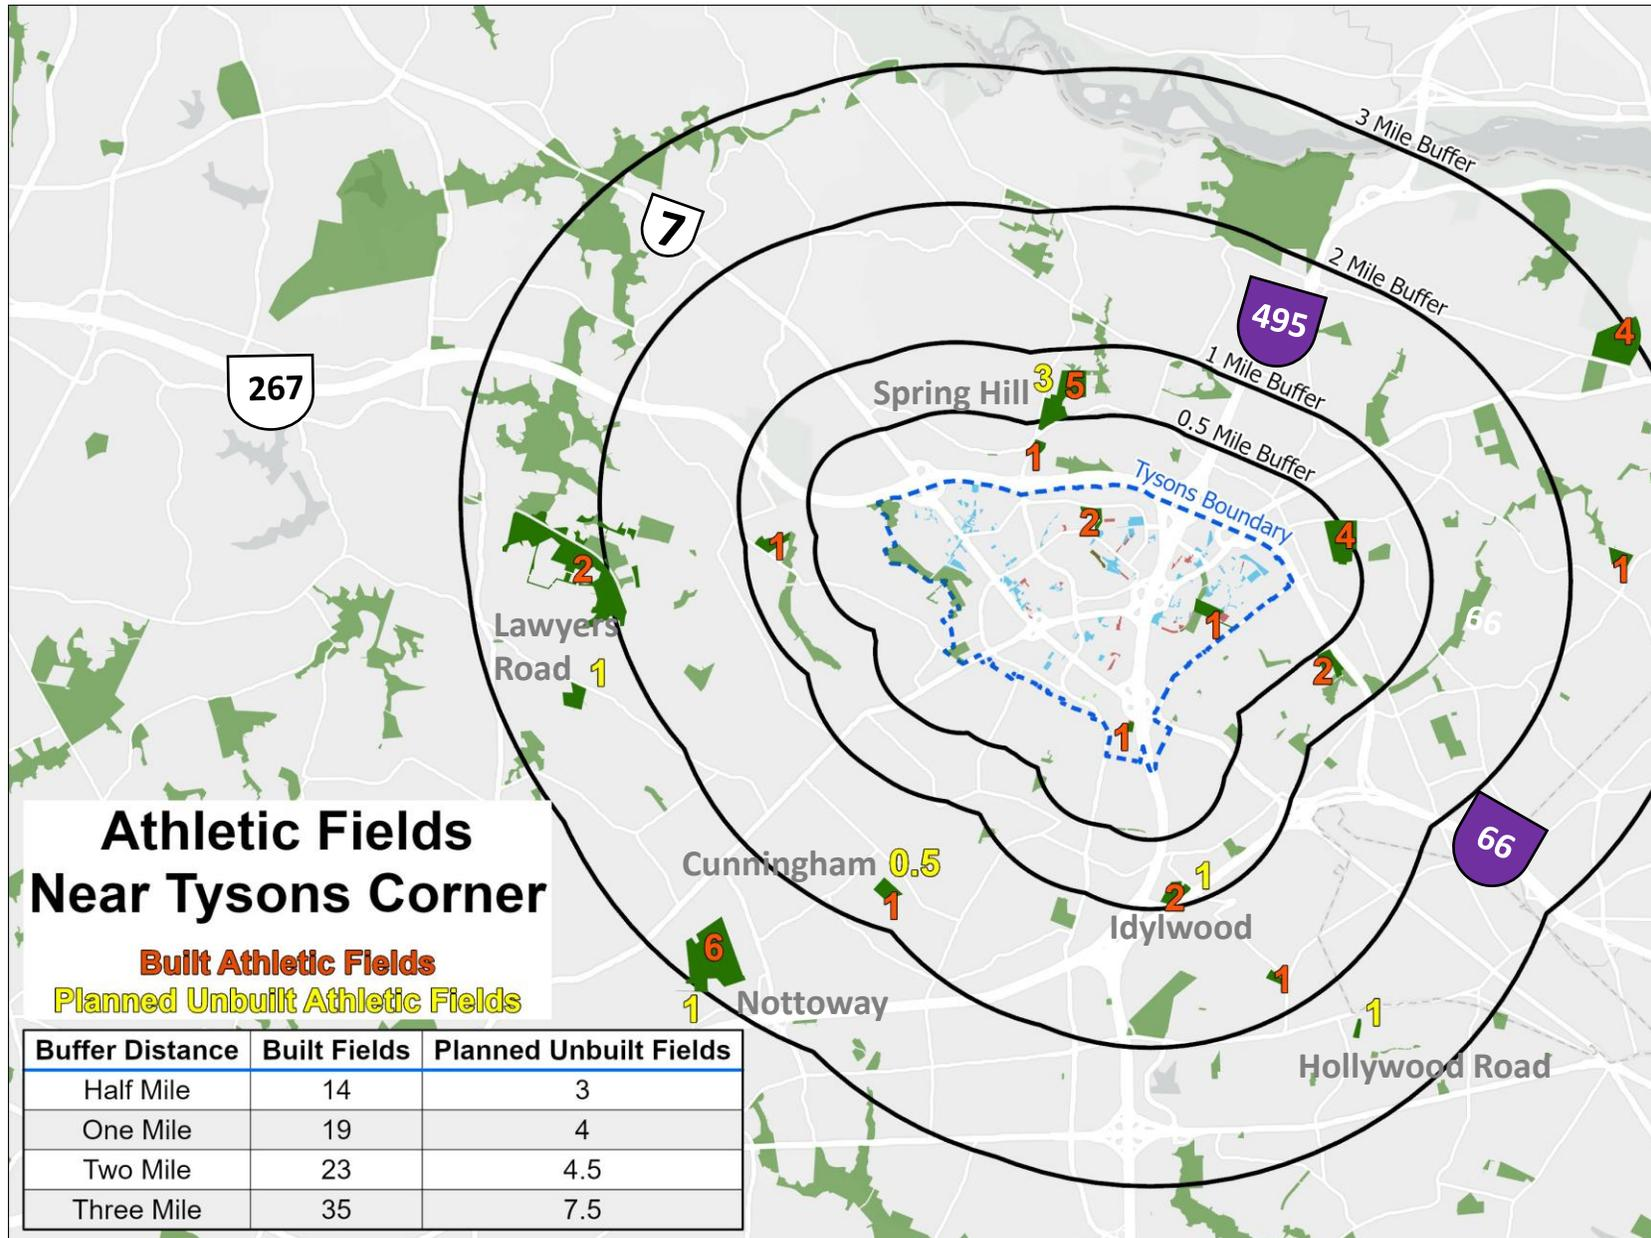 3 Mile Buffer
7
2 Mile Buffer
495
4
267
1 Mile Buffer
Spring Hill 3 5
0.5 Mile Buffer
1
Tysons Boundary
2
4
1
1
2
1
66
Lawyers
Road 1
2
1
Athletic Fields
Near Tysons Corner
Built Athletic Fields
Planned Unbuilt Athletic Fields
66
Cunningham 0.5
1
1
2
Idylwood
6
1 Nottoway
1
1
Hollywood Road
Buffer Distance Built Fields Planned Unbuilt Fields
Half Mile 14 3
One Mile 19 4
Two Mile 23 4.5
Three Mile 35 7.5